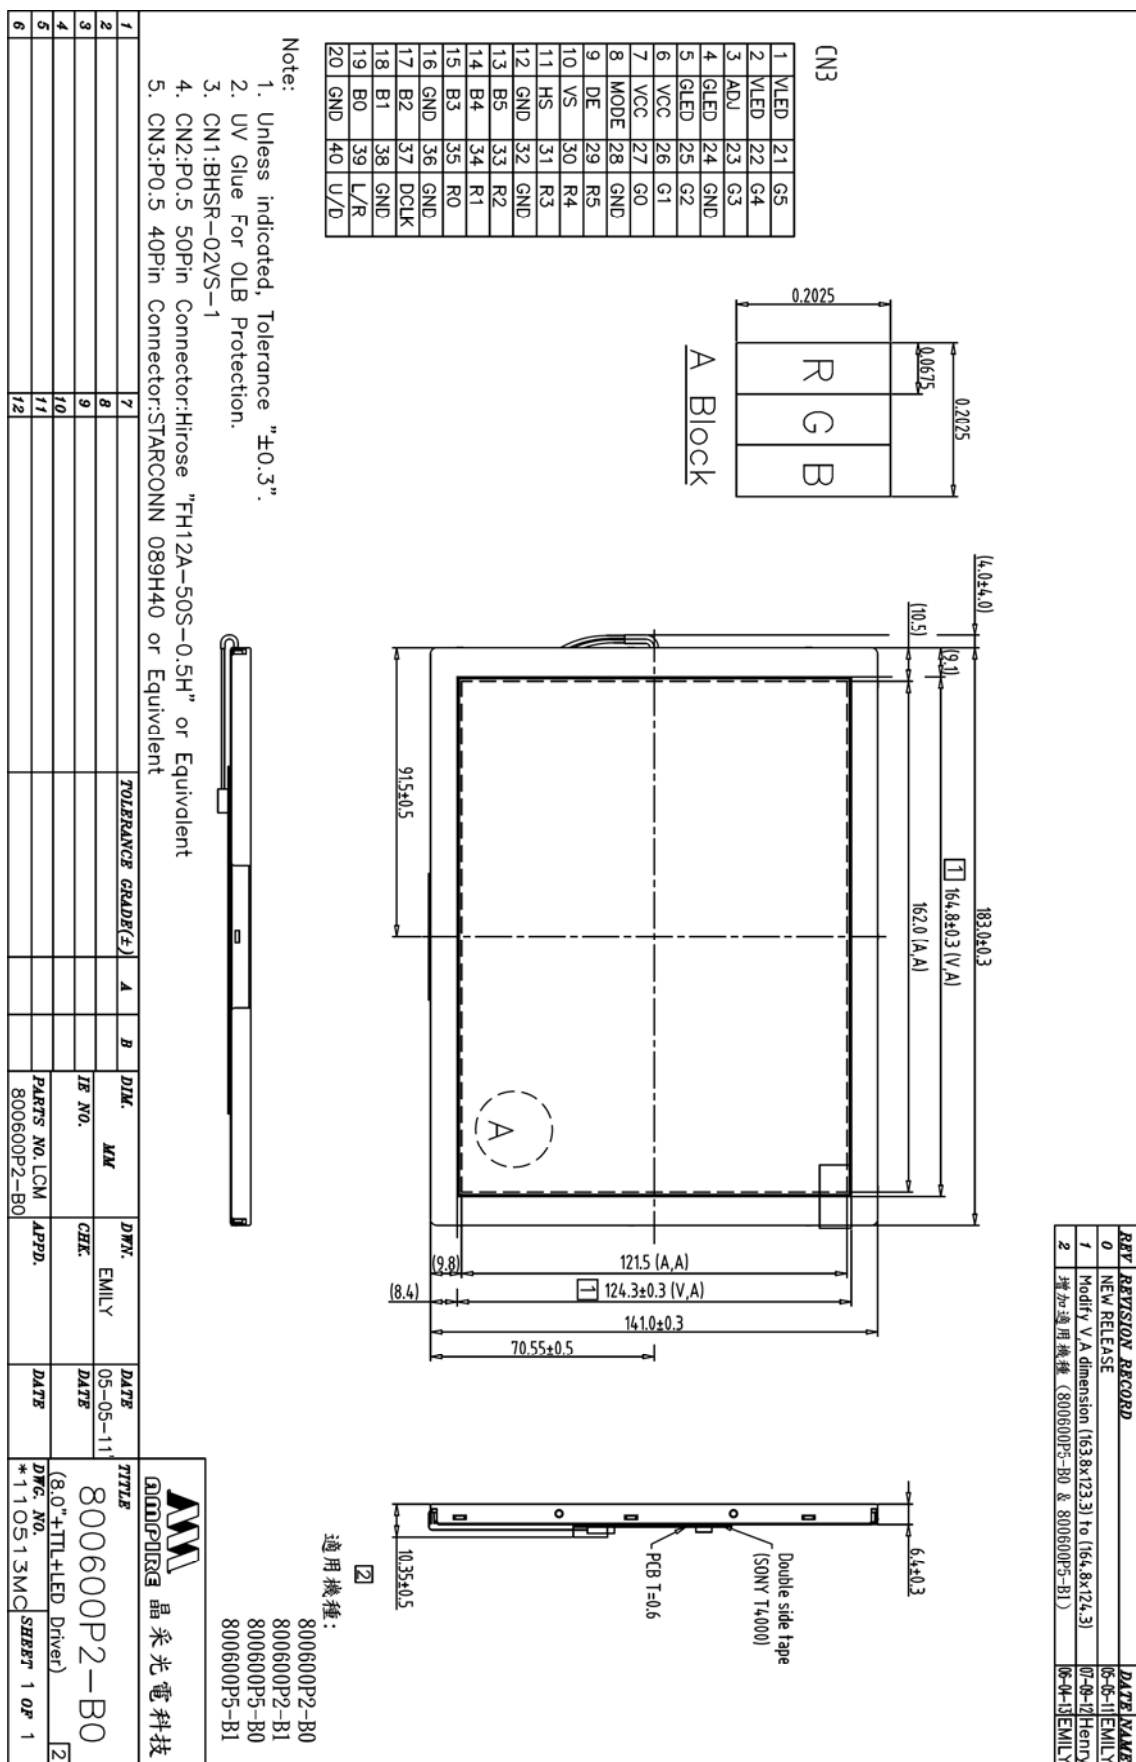 CN3
1 VLED 21 G5
2 VLED 22 G4
3 ADJ 23 G3
4 GLED 24 GND
5 GLED 25 G2
6 VCC 26 G1
7 VCC 27 G0
8 MODE 28 GND
9 DE 29 R5
10 VS 30 R4
11 HS 31 R3
12 GND 32 GND
13 B5 33 R2
14 B4 34 R1
15 B3 35 R0
16 GND 36 GND
17 B2 37 DCLK
18 B1 38 GND
19 B0 39 L/R
20 GND 40 U/D
0.2025
0.0675
0.2025
R G B
A Block
(4.0±4.0)
183.0±0.3
(9.1)
1 164.8±0.3 (V,A)
(10.5)
162.0 (A,A)
A
91.5±0.5
(9.8)
121.5 (A,A)
(8.4)
1 124.3±0.3 (V,A)
141.0±0.3
70.55±0.5
6.4±0.3
Double side tape
(SONY T4000)
PCB T=0.6
10.35±0.5
REV REVISION RECORD DATE NAME
0 NEW RELEASE 05-05-11 EMILY
1 Modify V,A dimension (163.8x123.3) to (164.8x124.3) 07-09-12 Henry
2 增加適用機種 (800600P5-B0 & 800600P5-B1) 06-04-13 EMILY
2
適用機種:
800600P2-B0
800600P2-B1
800600P5-B0
800600P5-B1
Note:
1. Unless indicated, Tolerance "±0.3".
2. UV Glue For OLB Protection.
3. CN1:BHSR-02VS-1
4. CN2:P0.5 50Pin Connector:Hirose "FH12A-50S-0.5H" or Equivalent
5. CN3:P0.5 40Pin Connector:STARCONN 089H40 or Equivalent
AMPIRE 晶采光電科技
1 7 TOLERANCE GRADE(±) A B
2 8
3 9
4 10
5 11
6 12
DIM. MM
DWN. EMILY
DATE 05-05-11'
IE NO. CHK. DATE
PARTS NO. LCM 800600P2-B0
APPD. DATE
TITLE
800600P2-B0
(8.0"+TTL+LED Driver) 2
DWG. NO. *110513MC
SHEET 1 OF 1